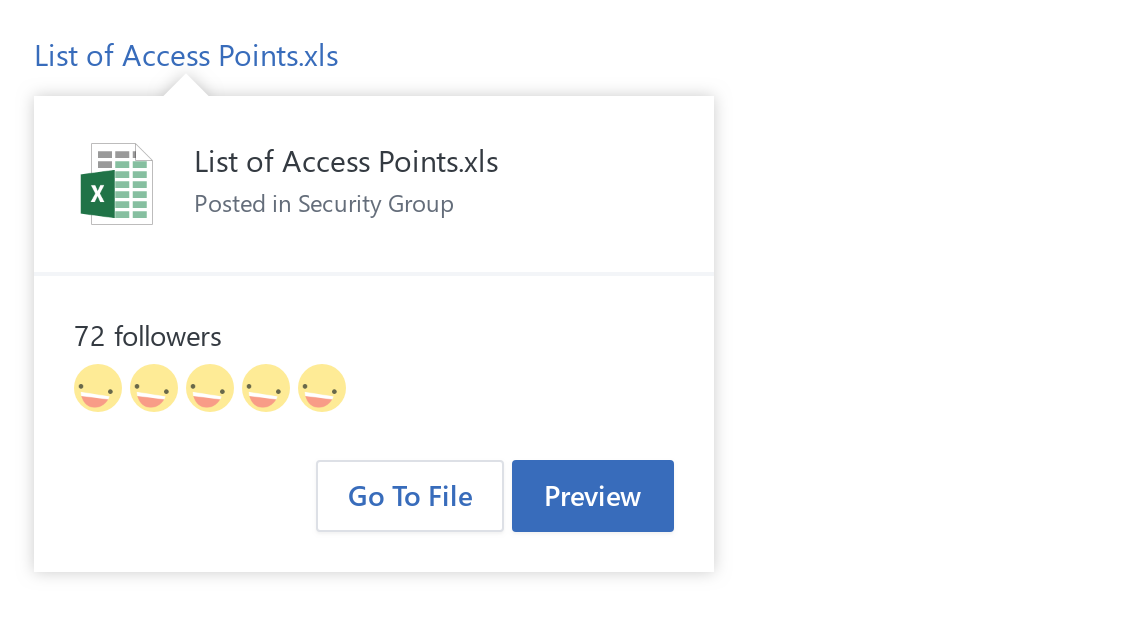 List of Access Points.xls
X
List of Access Points.xls
Posted in Security Group
72 followers
Go To File
Preview